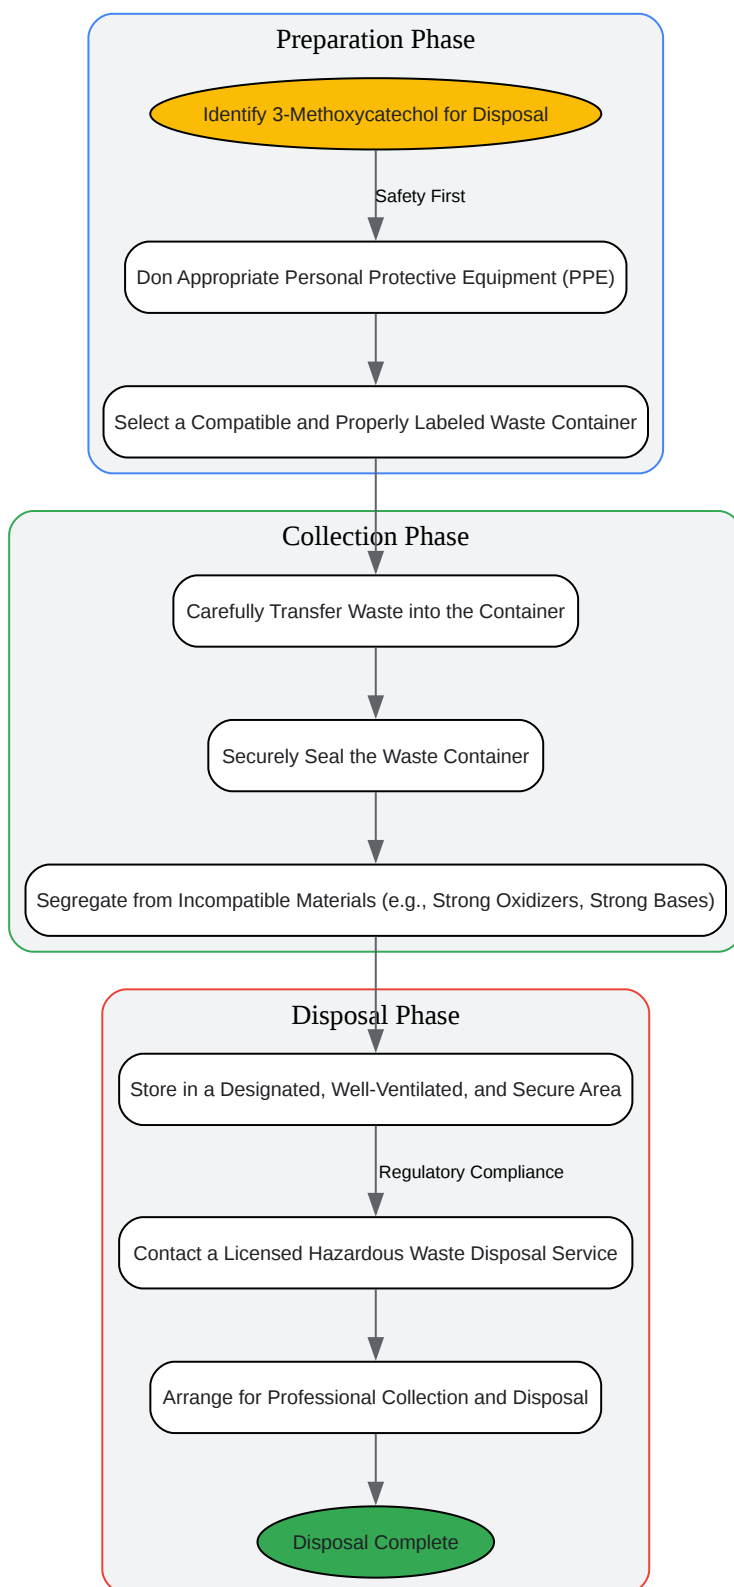 Preparation Phase
Identify 3-Methoxycatechol for Disposal
Safety First
Don Appropriate Personal Protective Equipment (PPE)
Select a Compatible and Properly Labeled Waste Container
Collection Phase
Carefully Transfer Waste into the Container
Securely Seal the Waste Container
Segregate from Incompatible Materials (e.g., Strong Oxidizers, Strong Bases)
Disposal Phase
Store in a Designated, Well-Ventilated, and Secure Area
Regulatory Compliance
Contact a Licensed Hazardous Waste Disposal Service
Arrange for Professional Collection and Disposal
Disposal Complete